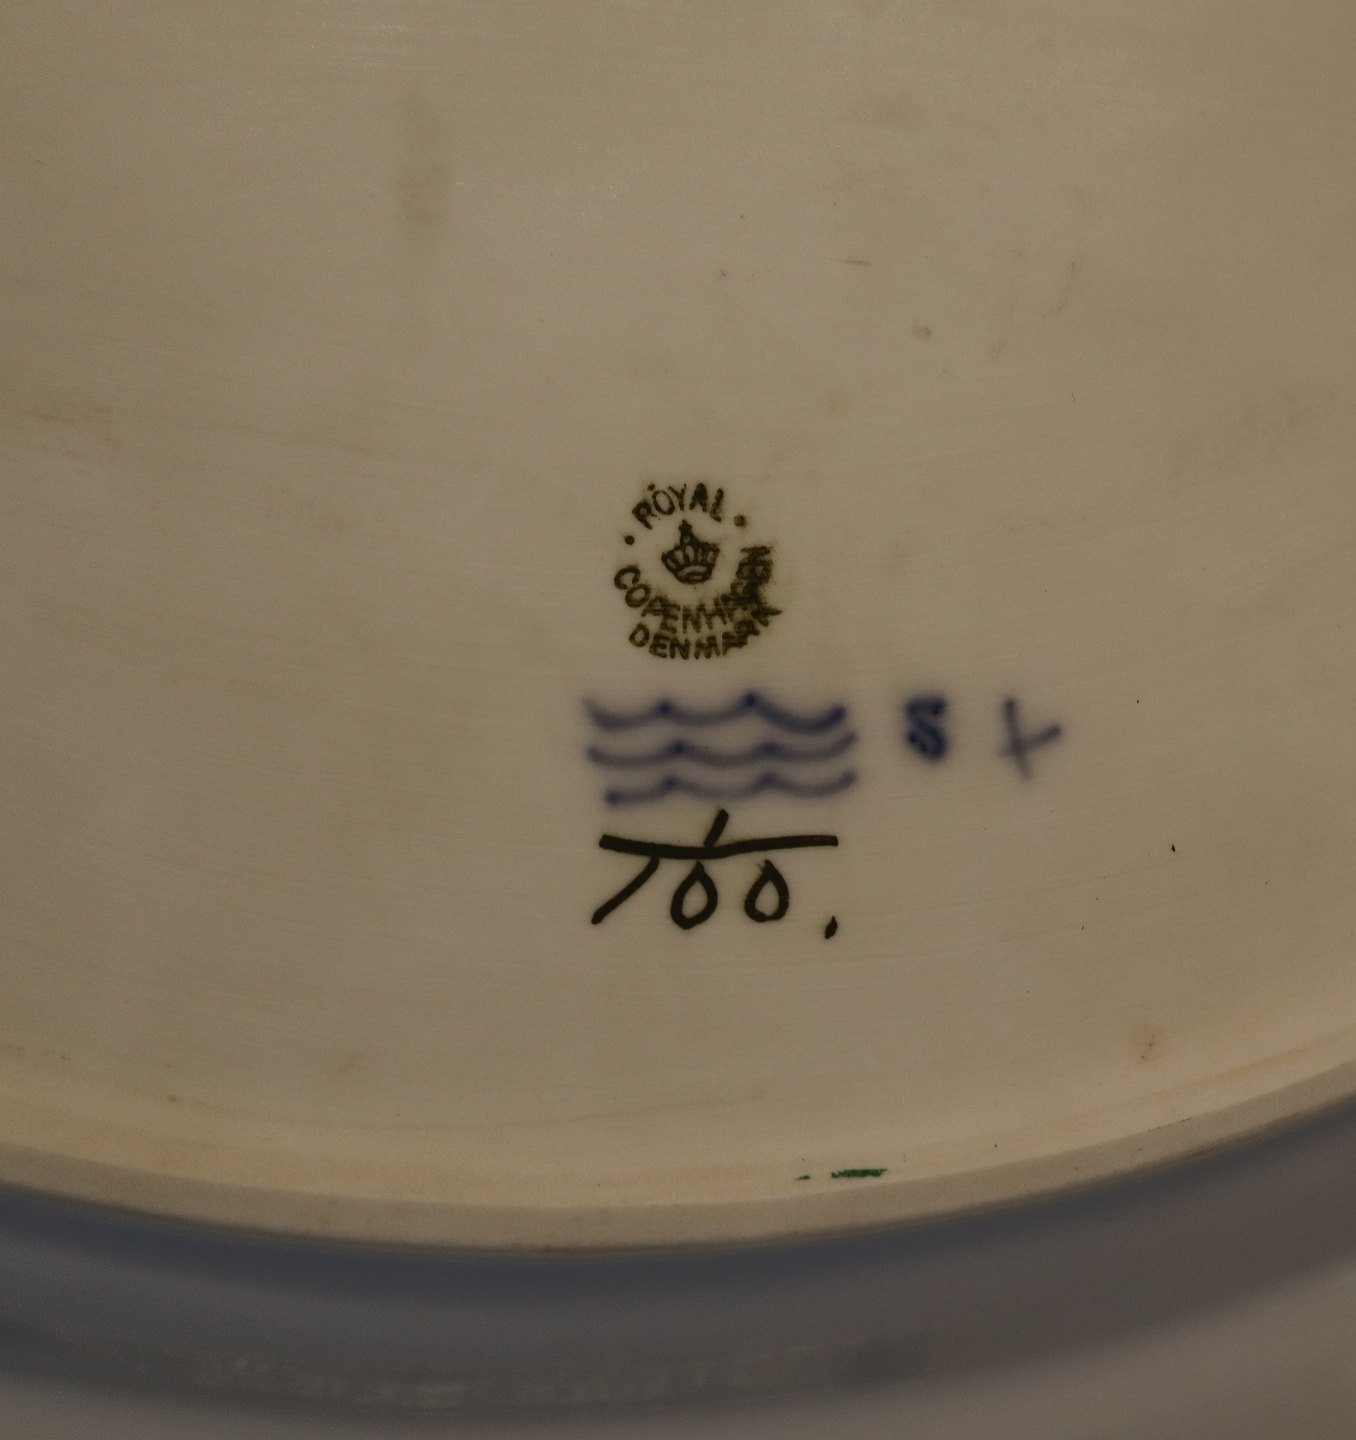 ROYAL
COPENHAGEN
DENMARK
S
1
100.